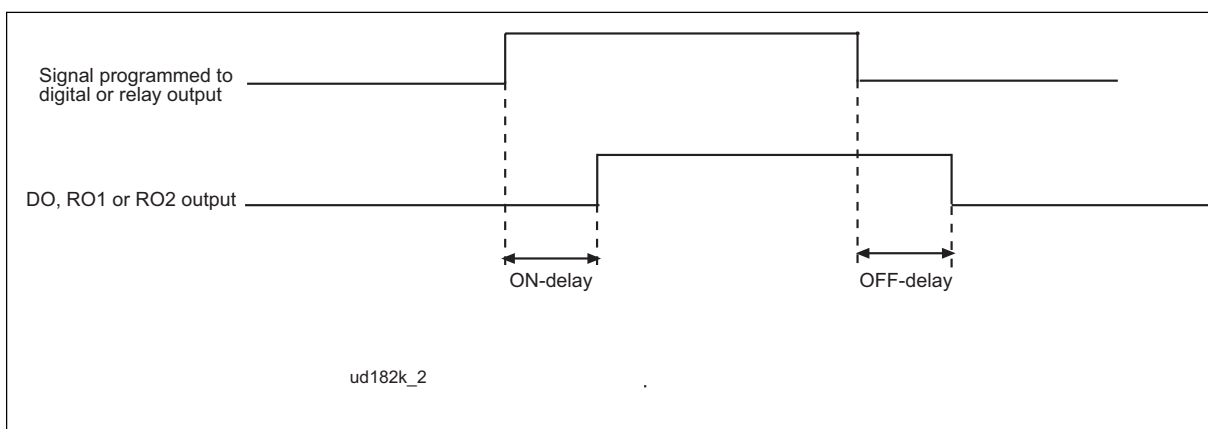 Signal programmed to
digital or relay output
DO, RO1 or RO2 output
ON-delay
OFF-delay
ud182k_2
.